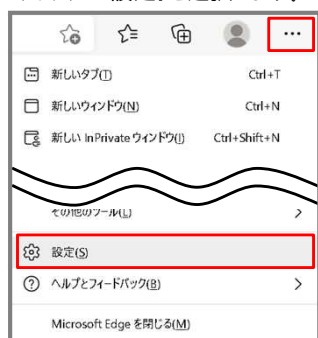 新しいタブ(T) Ctrl+T
新しいウィンドウ(N) Ctrl+N
新しい InPrivate ウィンドウ(I) Ctrl+Shift+N
その他のツール(L)
設定(S)
ヘルプとフィードバック(B)
Microsoft Edge を閉じる(M)